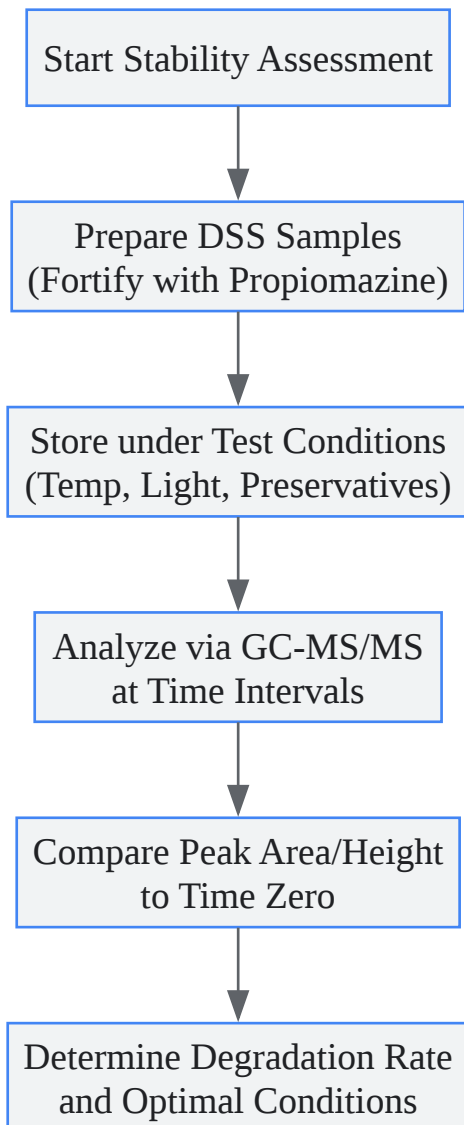 Start Stability Assessment
Prepare DSS Samples
(Fortify with Propiomazine)
Store under Test Conditions
(Temp, Light, Preservatives)
Analyze via GC-MS/MS
at Time Intervals
Compare Peak Area/Height
to Time Zero
Determine Degradation Rate
and Optimal Conditions